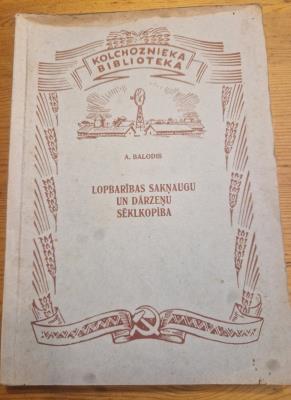 KOLCHOZNIEKA
BIBLIOTEKA
A. BALODIS
LOPBARĪBAS SAKŅAUGU
UN DĀRZEŅU
SĒKLKOPĪBA